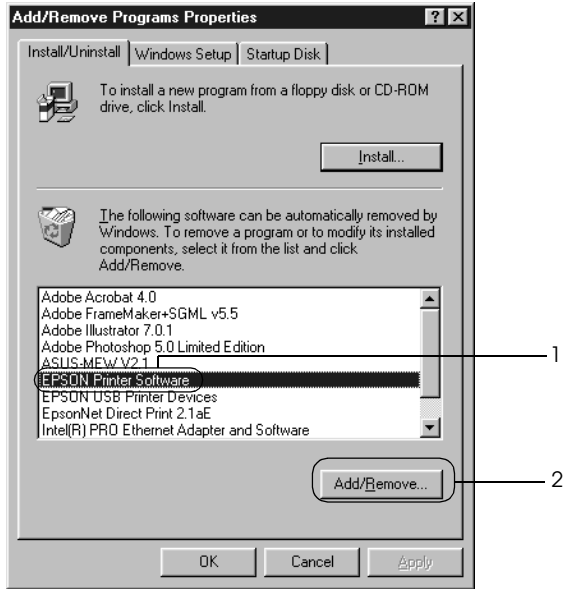 Add/Remove Programs Properties
Install/Uninstall Windows Setup Startup Disk
To install a new program from a floppy disk or CD-ROM
drive, click Install.
Install...
The following software can be automatically removed by
Windows. To remove a program or to modify its installed
components, select it from the list and click
Add/Remove.
Adobe Acrobat 4.0
Adobe FrameMaker+SGML v5.5
Adobe Illustrator 7.0.1
Adobe Photoshop 5.0 Limited Edition
ASUS-MEW V2.1
1
EPSON Printer Software
EPSON USB Printer Devices
EpsonNet Direct Print 2.1aE
Intel(R) PRO Ethernet Adapter and Software
Add/Remove...
2
OK Cancel Apply